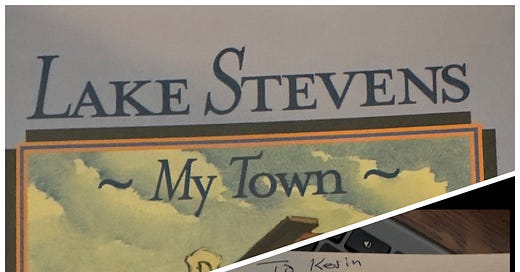 LAKE STEVENS
~ My Town ~
To Kevin